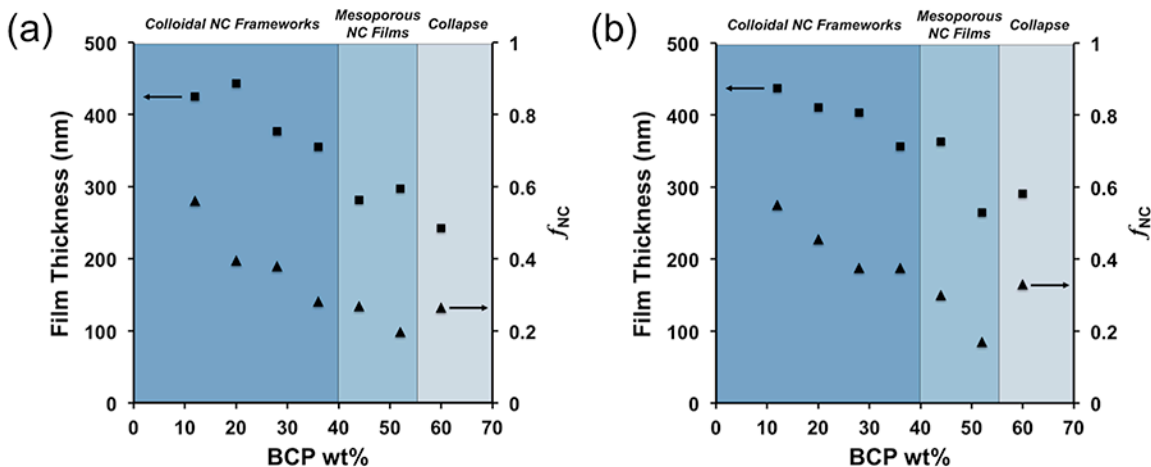 (a)
Colloidal NC Frameworks
Mesoporous
NC Films
Collapse
500
400
300
200
100
0
Film Thickness (nm)
1
0.8
0.6
0.4
0.2
0
fNC
0 10 20 30 40 50 60 70
BCP wt%
(b)
Colloidal NC Frameworks
Mesoporous
NC Films
Collapse
500
400
300
200
100
0
Film Thickness (nm)
1
0.8
0.6
0.4
0.2
0
fNC
0 10 20 30 40 50 60 70
BCP wt%